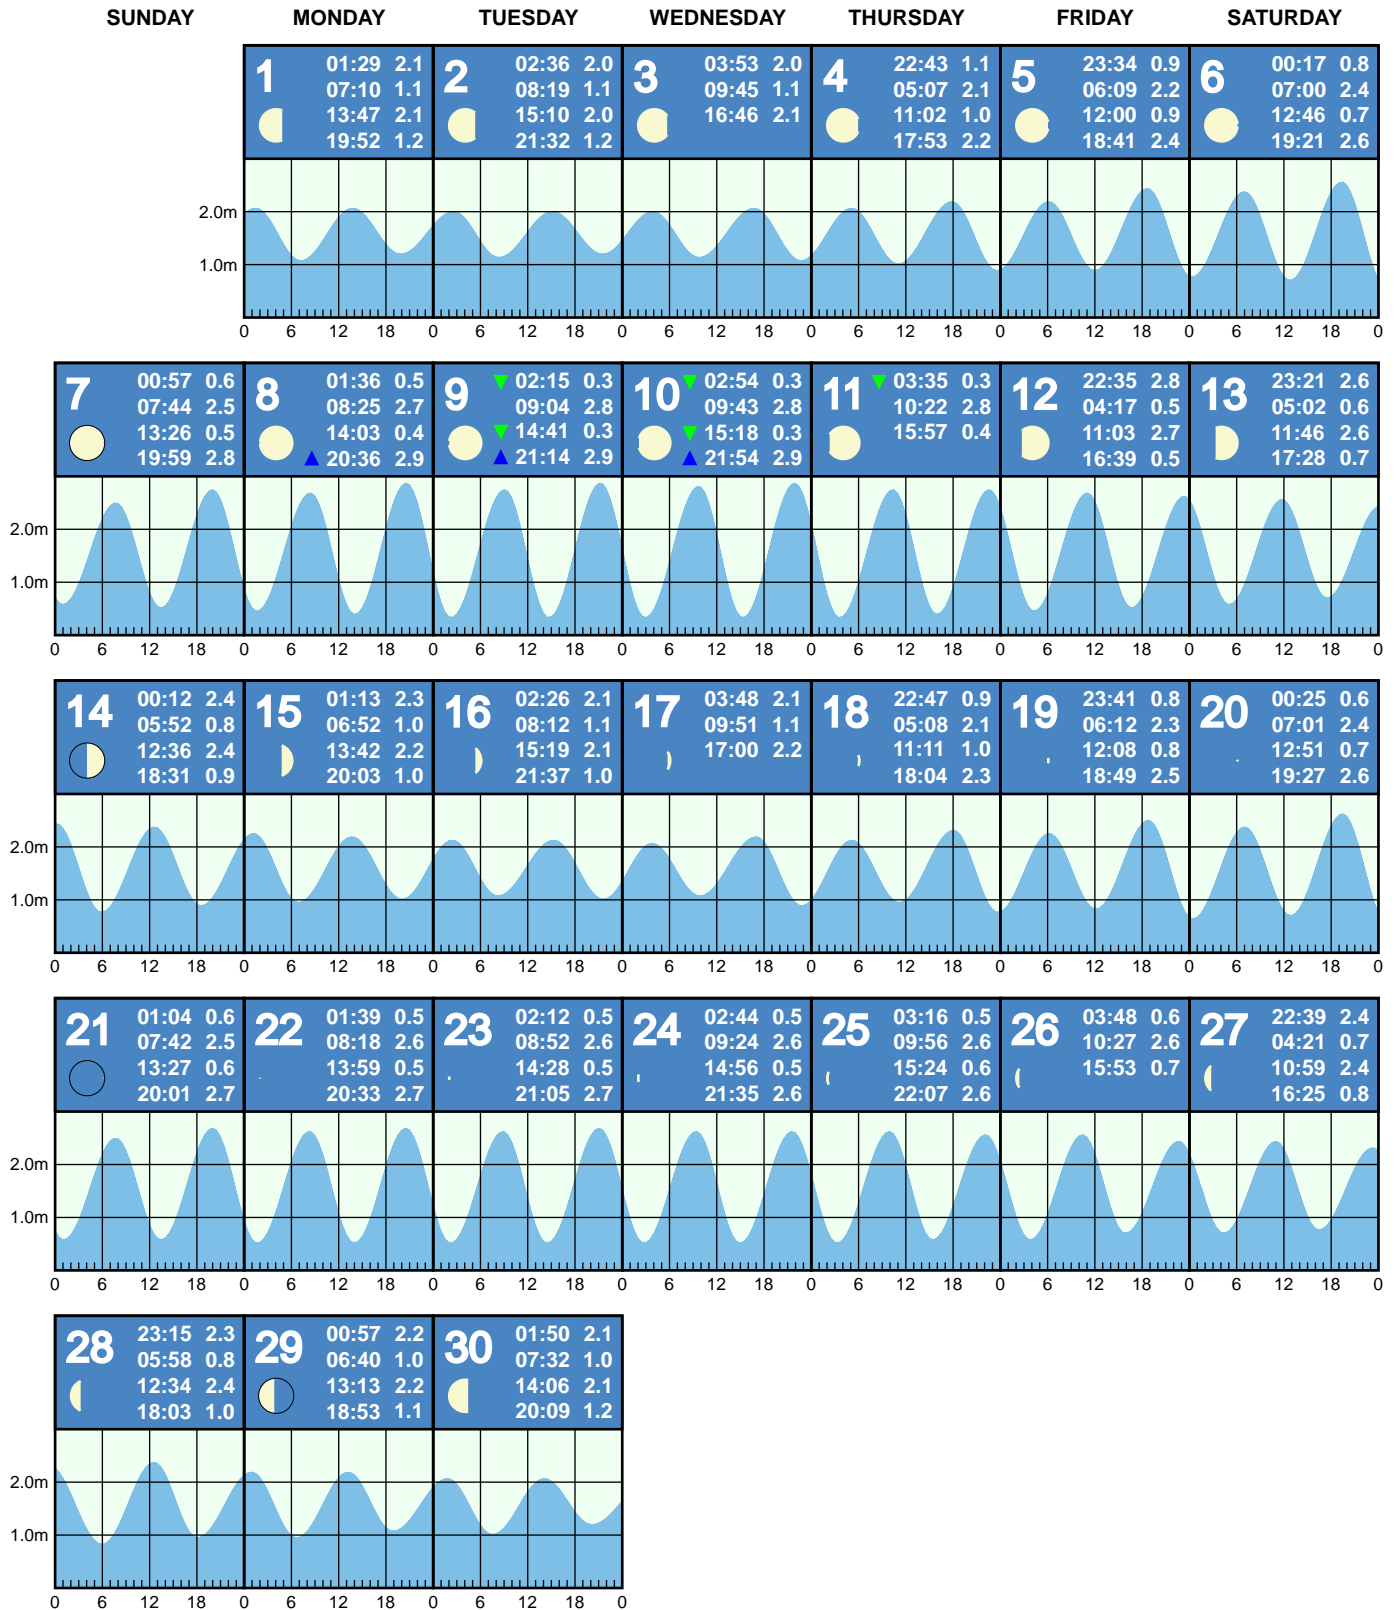 SUNDAY MONDAY TUESDAY WEDNESDAY THURSDAY FRIDAY SATURDAY
1 01:29 2.1
07:10 1.1
13:47 2.1
19:52 1.2
2 02:36 2.0
08:19 1.1
15:10 2.0
21:32 1.2
3 03:53 2.0
09:45 1.1
16:46 2.1
4 22:43 1.1
05:07 2.1
11:02 1.0
17:53 2.2
5 23:34 0.9
06:09 2.2
12:00 0.9
18:41 2.4
6 00:17 0.8
07:00 2.4
12:46 0.7
19:21 2.6
2.0m
1.0m
0 6 12 18 0 6 12 18 0 6 12 18 0 6 12 18 0 6 12 18 0 6 12 18 0
7 00:57 0.6
07:44 2.5
13:26 0.5
19:59 2.8
8 01:36 0.5
08:25 2.7
14:03 0.4
20:36 2.9
9 02:15 0.3
09:04 2.8
14:41 0.3
21:14 2.9
10 02:54 0.3
09:43 2.8
15:18 0.3
21:54 2.9
11 03:35 0.3
10:22 2.8
15:57 0.4
12 22:35 2.8
04:17 0.5
11:03 2.7
16:39 0.5
13 23:21 2.6
05:02 0.6
11:46 2.6
17:28 0.7
2.0m
1.0m
0 6 12 18 0 6 12 18 0 6 12 18 0 6 12 18 0 6 12 18 0 6 12 18 0 6 12 18 0
14 00:12 2.4
05:52 0.8
12:36 2.4
18:31 0.9
15 01:13 2.3
06:52 1.0
13:42 2.2
20:03 1.0
16 02:26 2.1
08:12 1.1
15:19 2.1
21:37 1.0
17 03:48 2.1
09:51 1.1
17:00 2.2
18 22:47 0.9
05:08 2.1
11:11 1.0
18:04 2.3
19 23:41 0.8
06:12 2.3
12:08 0.8
18:49 2.5
20 00:25 0.6
07:01 2.4
12:51 0.7
19:27 2.6
2.0m
1.0m
0 6 12 18 0 6 12 18 0 6 12 18 0 6 12 18 0 6 12 18 0 6 12 18 0 6 12 18 0
21 01:04 0.6
07:42 2.5
13:27 0.6
20:01 2.7
22 01:39 0.5
08:18 2.6
13:59 0.5
20:33 2.7
23 02:12 0.5
08:52 2.6
14:28 0.5
21:05 2.7
24 02:44 0.5
09:24 2.6
14:56 0.5
21:35 2.6
25 03:16 0.5
09:56 2.6
15:24 0.6
22:07 2.6
26 03:48 0.6
10:27 2.6
15:53 0.7
27 22:39 2.4
04:21 0.7
10:59 2.4
16:25 0.8
2.0m
1.0m
0 6 12 18 0 6 12 18 0 6 12 18 0 6 12 18 0 6 12 18 0 6 12 18 0 6 12 18 0
28 23:15 2.3
05:58 0.8
12:34 2.4
18:03 1.0
29 00:57 2.2
06:40 1.0
13:13 2.2
18:53 1.1
30 01:50 2.1
07:32 1.0
14:06 2.1
20:09 1.2
2.0m
1.0m
0 6 12 18 0 6 12 18 0 6 12 18 0